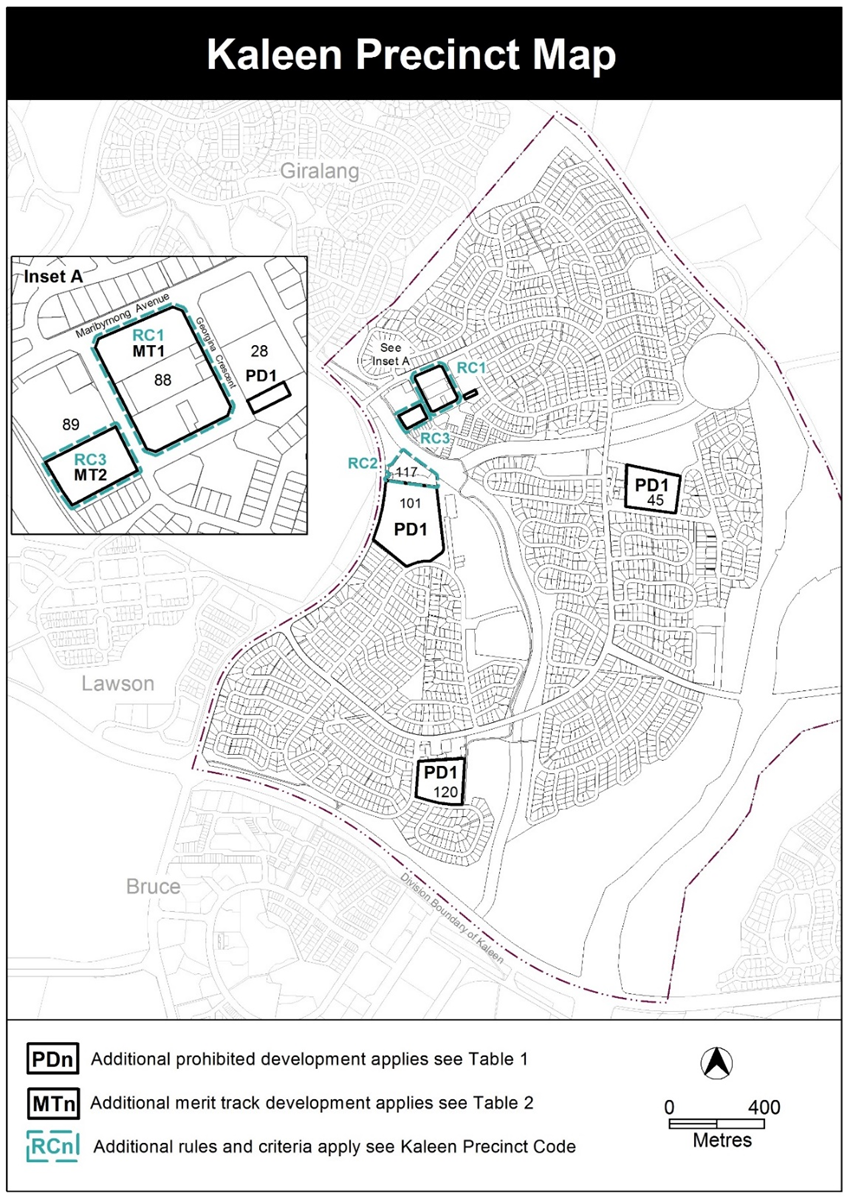 Kaleen Precinct Map
Giralang
Inset A
Maribyrnong Avenue
Georgina Crescent
RC1
MT1
88
28
PD1
89
RC3
MT2
See
Inset A
RC1
RC3
RC2
117
101
PD1
PD1
45
Lawson
PD1
120
Bruce
Division Boundary of Kaleen
PDn Additional prohibited development applies see Table 1
MTn Additional merit track development applies see Table 2
RCn Additional rules and criteria apply see Kaleen Precinct Code
0 400
Metres